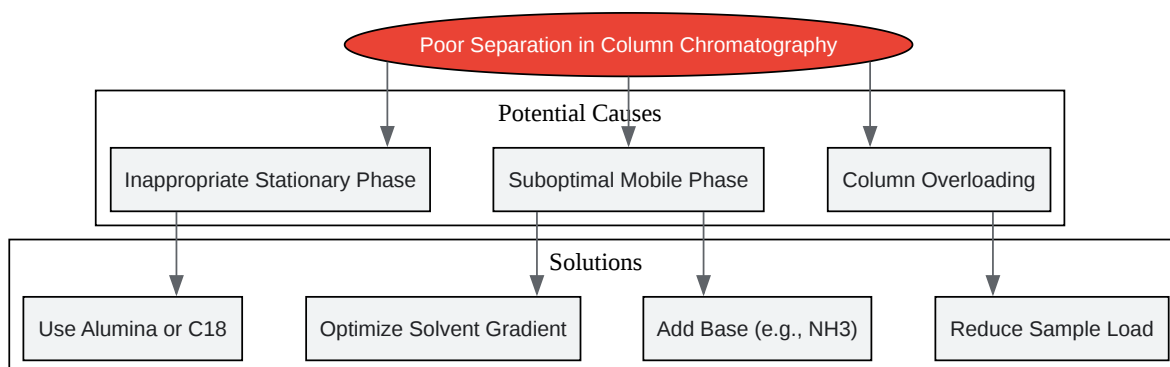 Poor Separation in Column Chromatography
Potential Causes
Inappropriate Stationary Phase
Suboptimal Mobile Phase
Column Overloading
Solutions
Use Alumina or C18
Optimize Solvent Gradient
Add Base (e.g., NH3)
Reduce Sample Load